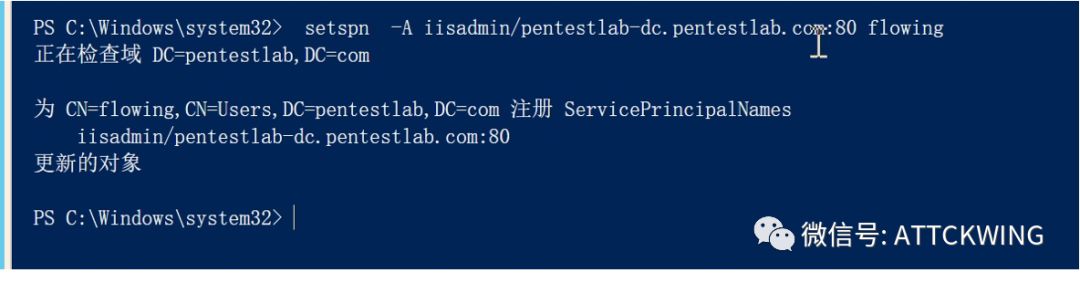 PS C:\Windows\system32>  setspn  -A iisadmin/pentestlab-dc.pentestlab.com:80 flowing
正在检查域 DC=pentestlab,DC=com
为 CN=flowing,CN=Users,DC=pentestlab,DC=com 注册 ServicePrincipalNames
    iisadmin/pentestlab-dc.pentestlab.com:80
更新的对象
PS C:\Windows\system32>
微信号: ATTCKWING